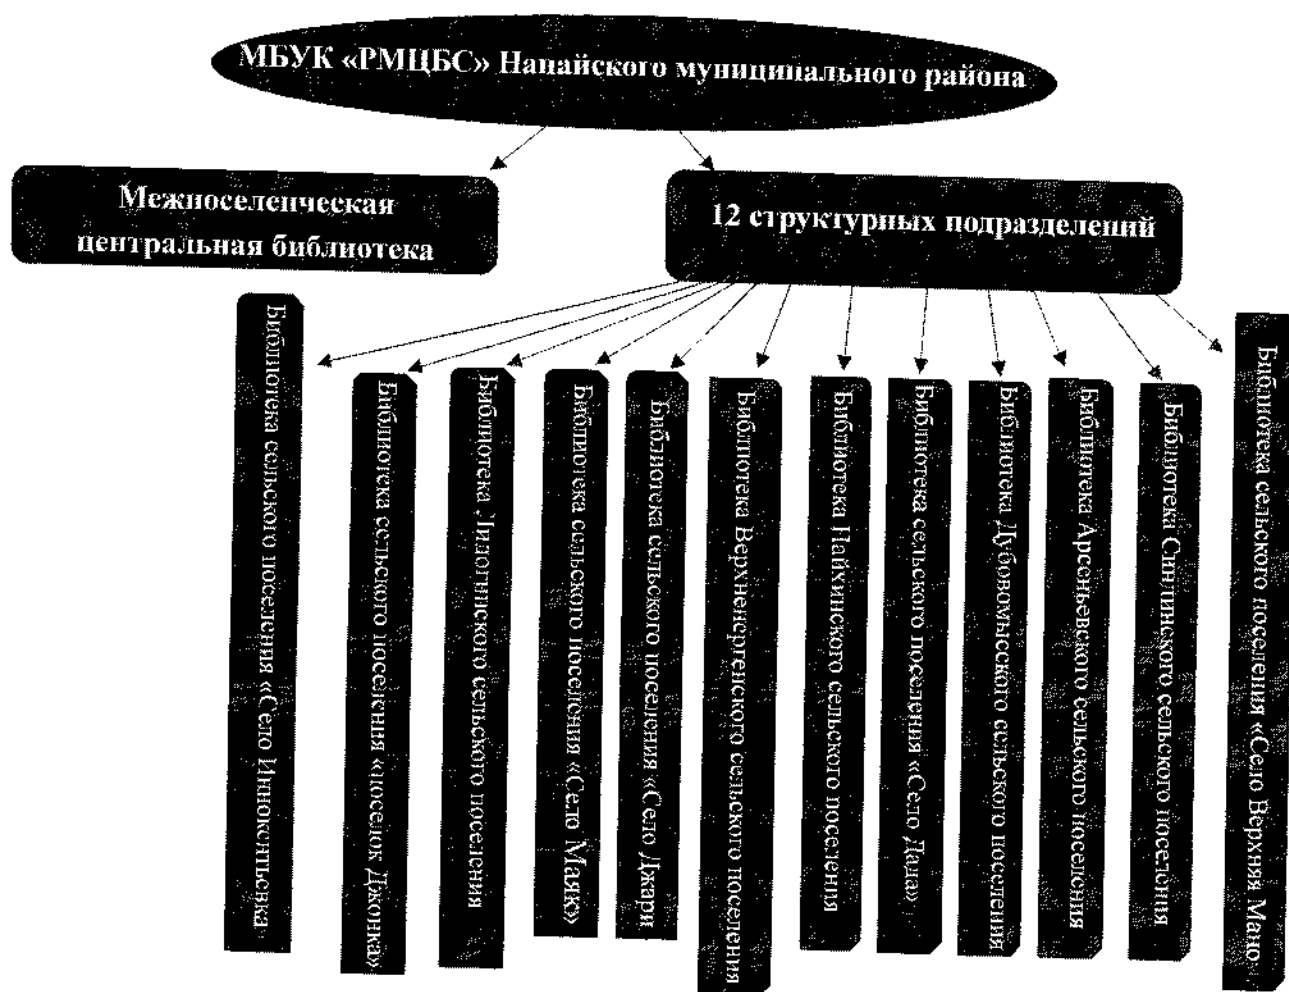 МБУК «РМЦБС» Нанайского муниципального района
Межпоселенческая
центральная библиотека
12 структурных подразделений
Библиотека сельского поселения «Село Иннокентьевка
Библиотека сельского поселения «поселок Джонка»
Библиотека Лидогинского сельского поселения
Библиотека сельского поселения «Село Маяк»
Библиотека сельского поселения «Село Джари
Библиотека Верхненергенского сельского поселения
Библиотека Найхинского сельского поселения
Библиотека сельского поселения «Село Дада»
Библиотека Дубовомысского сельского поселения
Библиотека Арсеньевского сельского поселения
Библиотека Синдинского сельского поселения
Библиотека сельского поселения «Село Верхняя Мано